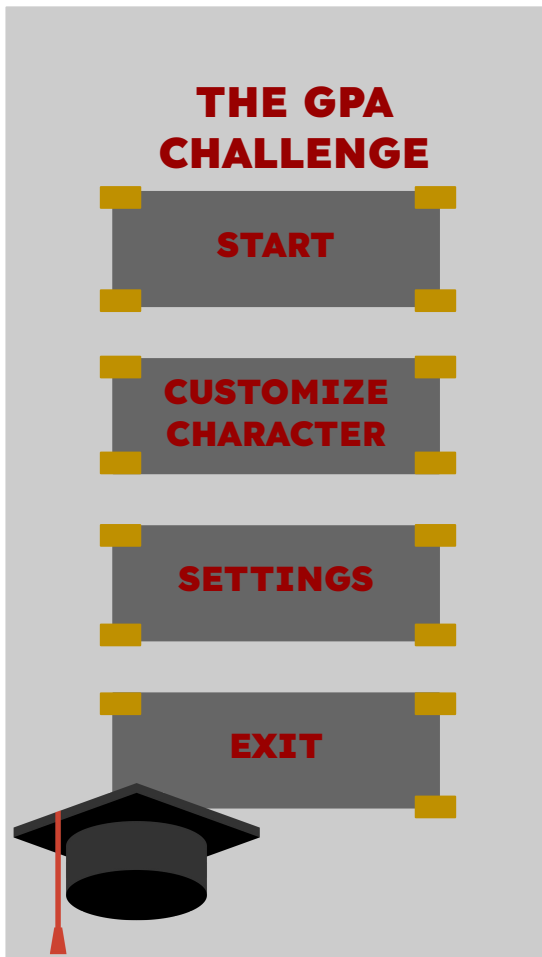 THE GPA
CHALLENGE
START
CUSTOMIZE
CHARACTER
SETTINGS
EXIT